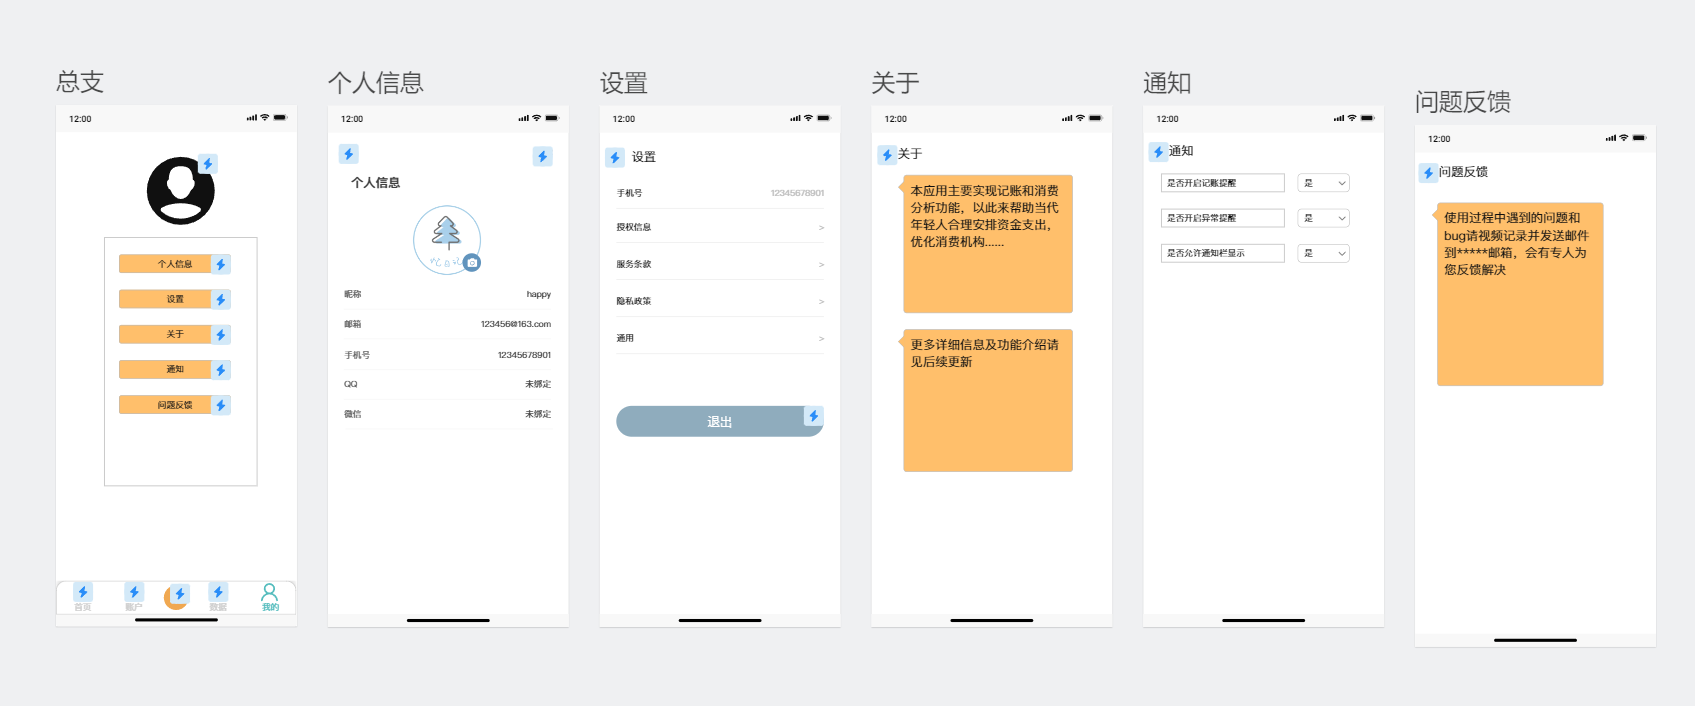 总支
12:00
个人信息
设置
关于
通知
问题反馈
首页
账户
数据
我的
个人信息
12:00
个人信息
昵称 happy
邮箱 123456@163.com
手机号 12345678901
QQ 未绑定
微信 未绑定
设置
12:00
设置
手机号 12345678901
授权信息 >
服务条款 >
隐私政策 >
通用 >
退出
关于
12:00
关于
本应用主要实现记账和消费
分析功能，以此来帮助当代
年轻人合理安排资金支出，
优化消费机构......
更多详细信息及功能介绍请
见后续更新
通知
12:00
通知
是否开启记账提醒 是
是否开启异常提醒 是
是否允许通知栏显示 是
问题反馈
12:00
问题反馈
使用过程中遇到的问题和
bug请视频记录并发送邮件
到*****邮箱，会有专人为
您反馈解决